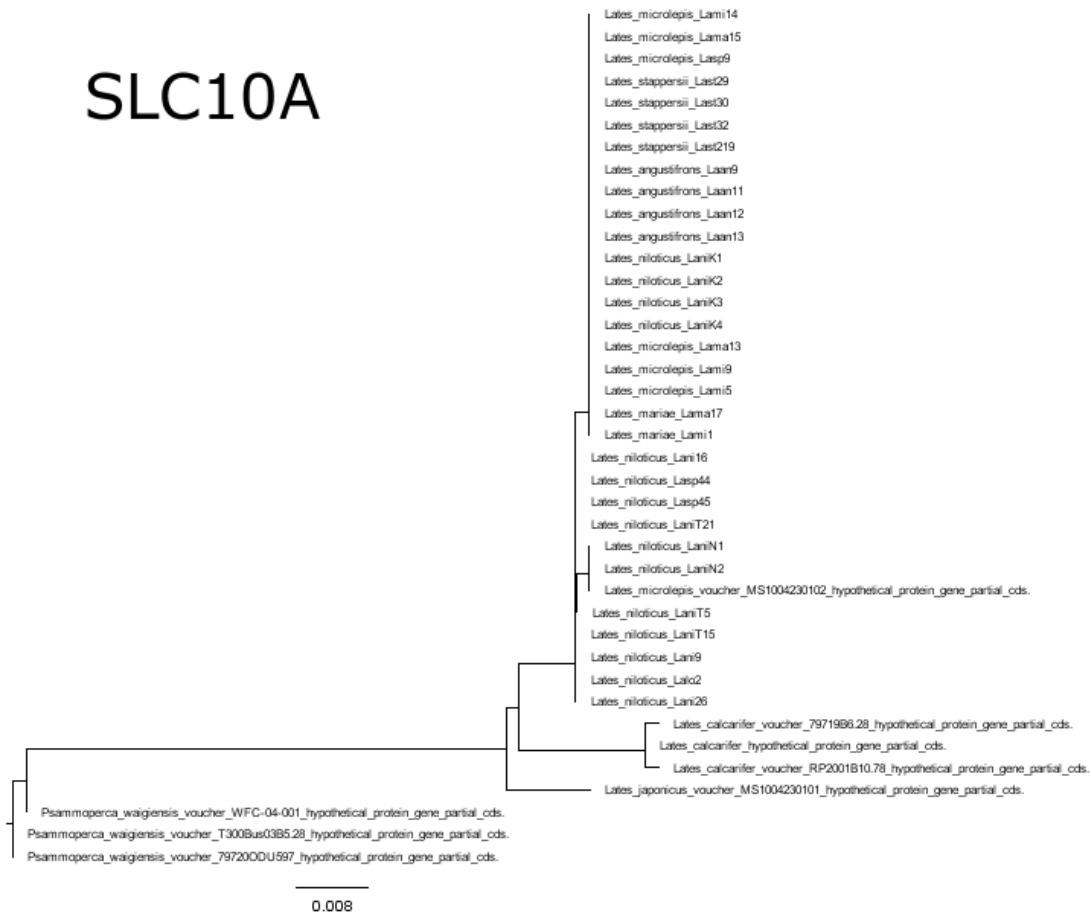 SLC10A
Lates_microlepis_Lami14
Lates_microlepis_Lama15
Lates_microlepis_Lasp9
Lates_stappersii_Last29
Lates_stappersii_Last30
Lates_stappersii_Last32
Lates_stappersii_Last219
Lates_angustifrons_Laan9
Lates_angustifrons_Laan11
Lates_angustifrons_Laan12
Lates_angustifrons_Laan13
Lates_niloticus_LaniK1
Lates_niloticus_LaniK2
Lates_niloticus_LaniK3
Lates_niloticus_LaniK4
Lates_microlepis_Lama13
Lates_microlepis_Lami9
Lates_microlepis_Lami5
Lates_mariae_Lama17
Lates_mariae_Lami1
Lates_niloticus_Lani16
Lates_niloticus_Lasp44
Lates_niloticus_Lasp45
Lates_niloticus_LaniT21
Lates_niloticus_LaniN1
Lates_niloticus_LaniN2
Lates_microlepis_voucher_MS1004230102_hypothetical_protein_gene_partial_cds.
Lates_niloticus_LaniT5
Lates_niloticus_LaniT15
Lates_niloticus_Lani9
Lates_niloticus_Lalo2
Lates_niloticus_Lani26
Lates_calcarifer_voucher_79719B6.28_hypothetical_protein_gene_partial_cds.
Lates_calcarifer_hypothetical_protein_gene_partial_cds.
Lates_calcarifer_voucher_RP2001B10.78_hypothetical_protein_gene_partial_cds.
Lates_japonicus_voucher_MS1004230101_hypothetical_protein_gene_partial_cds.
Psammoperca_waigiensis_voucher_WFC-04-001_hypothetical_protein_gene_partial_cds.
Psammoperca_waigiensis_voucher_T300Bus03B5.28_hypothetical_protein_gene_partial_cds.
Psammoperca_waigiensis_voucher_79720ODU597_hypothetical_protein_gene_partial_cds.
0.008